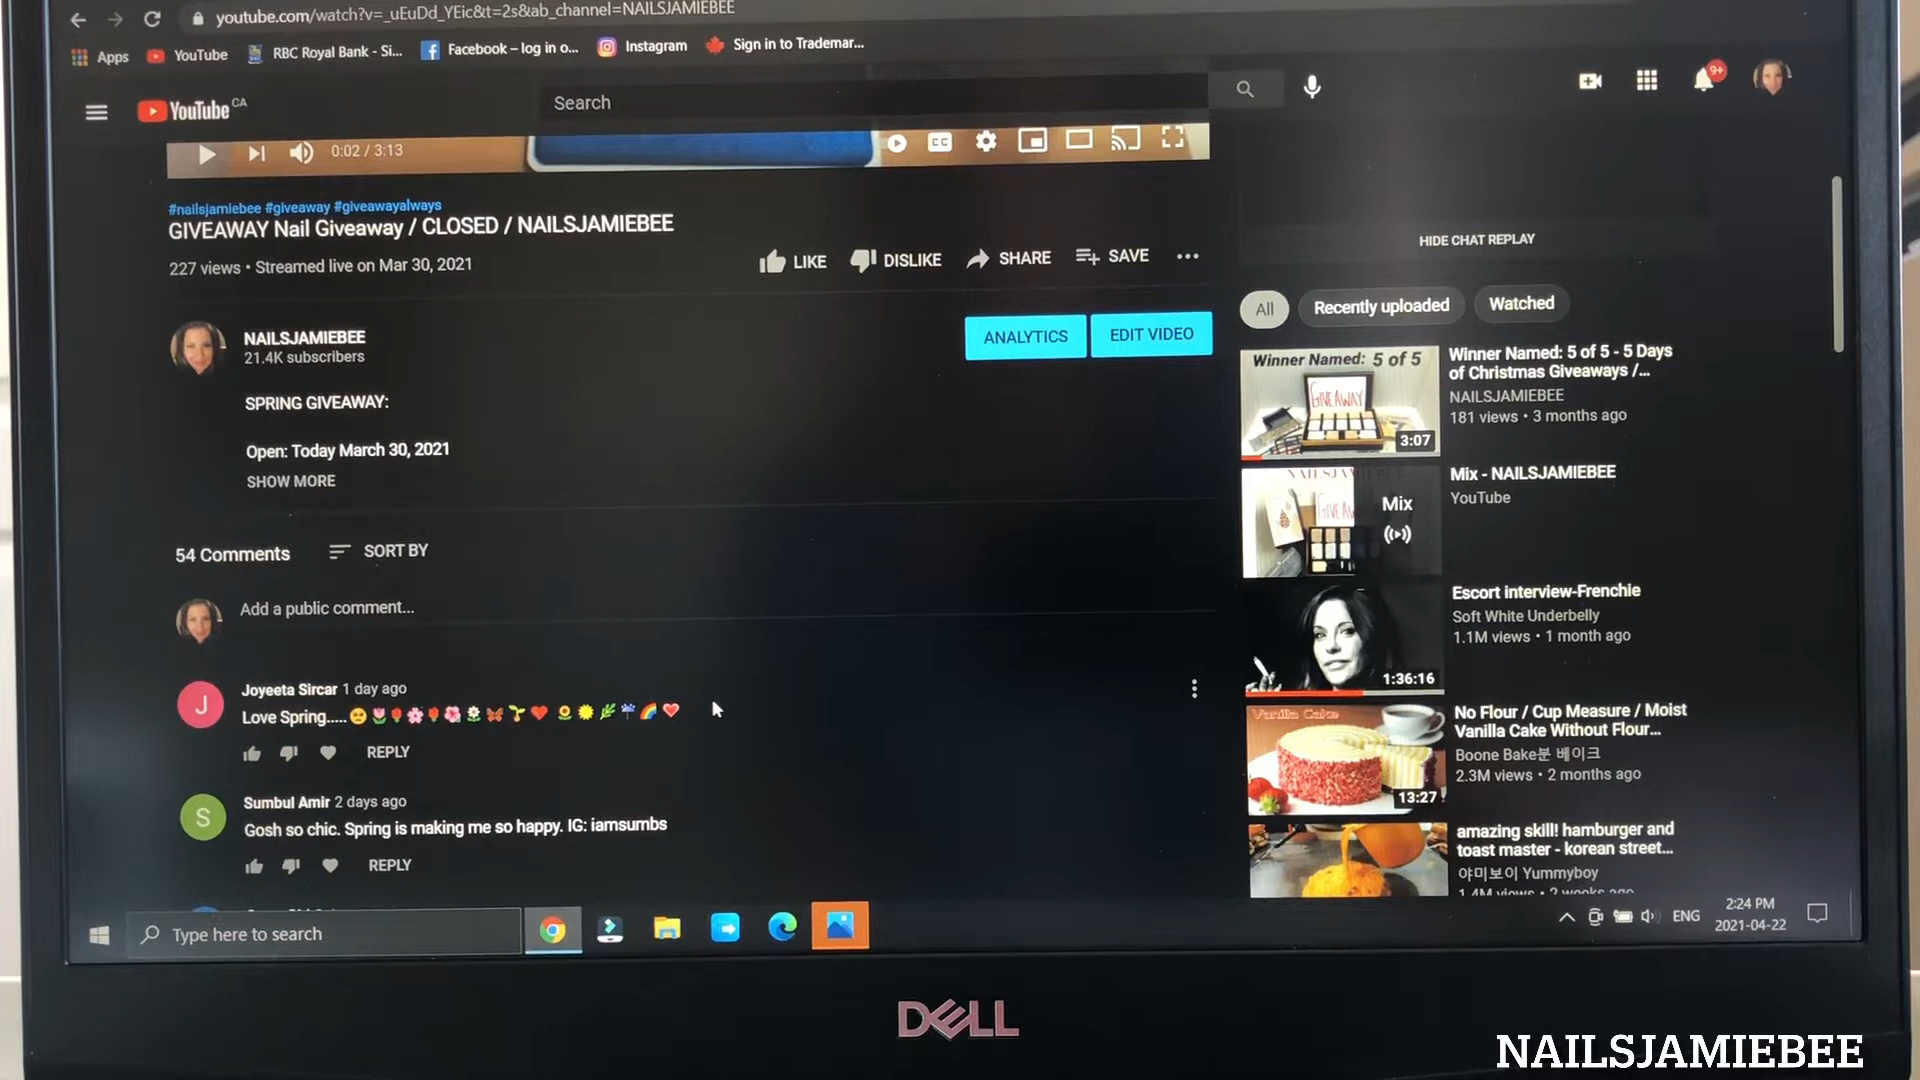 youtube.com/watch?v=_uEuDd_YEic&t=2s&ab_channel=NAILSJAMIEBEE
Apps YouTube RBC Royal Bank - Si... Facebook – log in o... Instagram Sign in to Trademar...
YouTube CA
Search
9+
0:02 / 3:13
CC
#nailsjamiebee #giveaway #giveawayalways
GIVEAWAY Nail Giveaway / CLOSED / NAILSJAMIEBEE
227 views • Streamed live on Mar 30, 2021
LIKE DISLIKE SHARE SAVE
NAILSJAMIEBEE
21.4K subscribers
ANALYTICS EDIT VIDEO
SPRING GIVEAWAY:
Open: Today March 30, 2021
SHOW MORE
54 Comments SORT BY
Add a public comment...
J
Joyeeta Sircar 1 day ago
Love Spring.....
REPLY
S
Sumbul Amir 2 days ago
Gosh so chic. Spring is making me so happy. IG: iamsumbs
REPLY
HIDE CHAT REPLAY
All Recently uploaded Watched
Winner Named: 5 of 5
GIVEAWAY
3:07
Winner Named: 5 of 5 - 5 Days
of Christmas Giveaways /...
NAILSJAMIEBEE
181 views • 3 months ago
Mix
Mix - NAILSJAMIEBEE
YouTube
1:36:16
Escort interview-Frenchie
Soft White Underbelly
1.1M views • 1 month ago
Vanilla Cake
13:27
No Flour / Cup Measure / Moist
Vanilla Cake Without Flour...
Boone Bake분 베이크
2.3M views • 2 months ago
amazing skill! hamburger and
toast master - korean street...
야미보이 Yummyboy
1.4M views • 2 weeks ago
Type here to search
ENG
2:24 PM
2021-04-22
DELL
NAILSJAMIEBEE